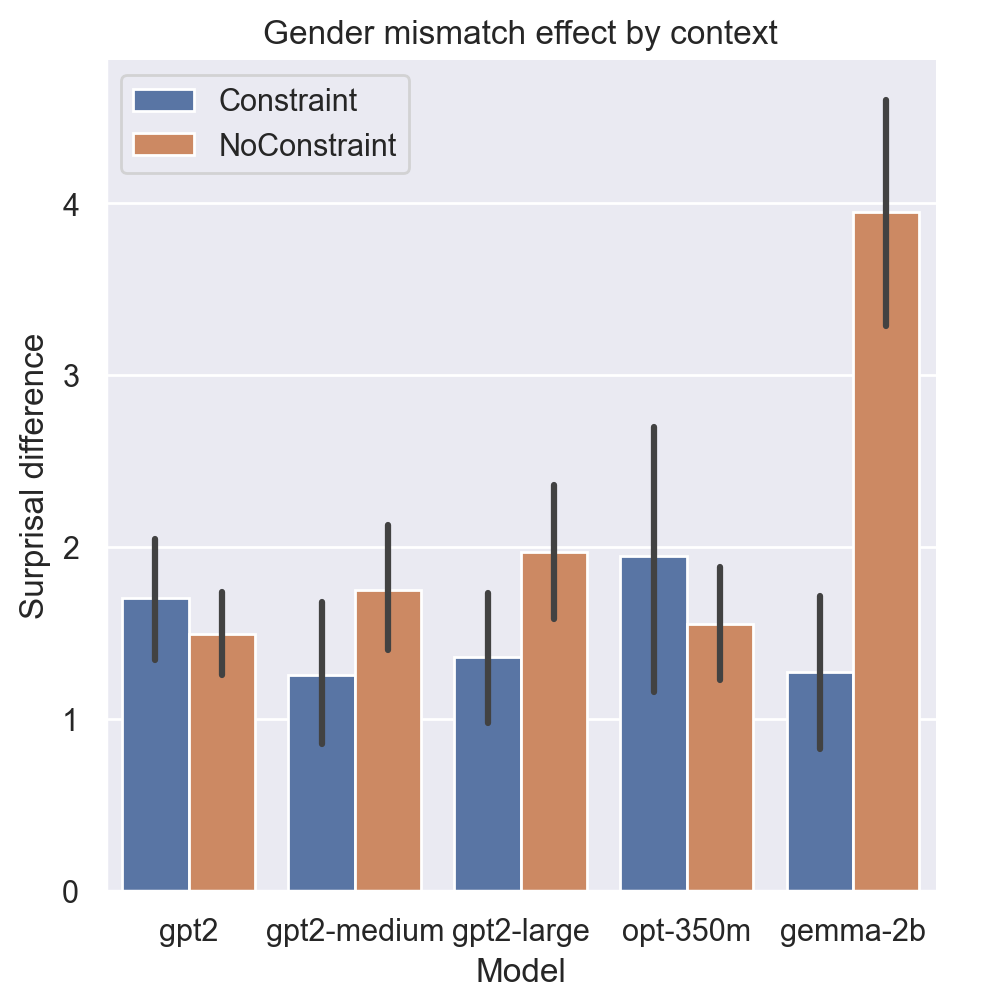 Gender mismatch effect by context
Constraint
NoConstraint
Surprisal difference
4
3
2
1
0
gpt2
gpt2-medium
gpt2-large
opt-350m
gemma-2b
Model